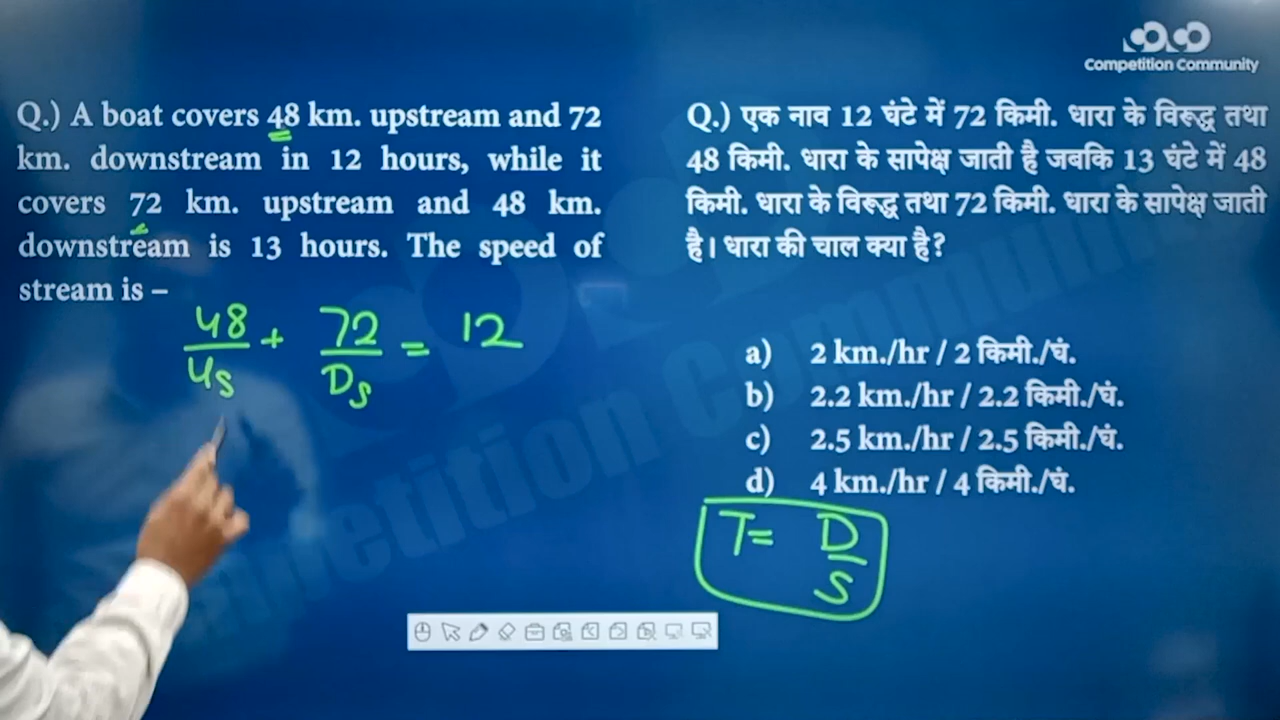 Competition Community
Q.) A boat covers 48 km. upstream and 72
km. downstream in 12 hours, while it
covers 72 km. upstream and 48 km.
downstream is 13 hours. The speed of
stream is –
48/Us + 72/Ds = 12
Q.) एक नाव 12 घंटे में 72 किमी. धारा के विरूद्ध तथा
48 किमी. धारा के सापेक्ष जाती है जबकि 13 घंटे में 48
किमी. धारा के विरूद्ध तथा 72 किमी. धारा के सापेक्ष जाती
है। धारा की चाल क्या है?
a) 2 km./hr / 2 किमी./घं.
b) 2.2 km./hr / 2.2 किमी./घं.
c) 2.5 km./hr / 2.5 किमी./घं.
d) 4 km./hr / 4 किमी./घं.
T= D/S